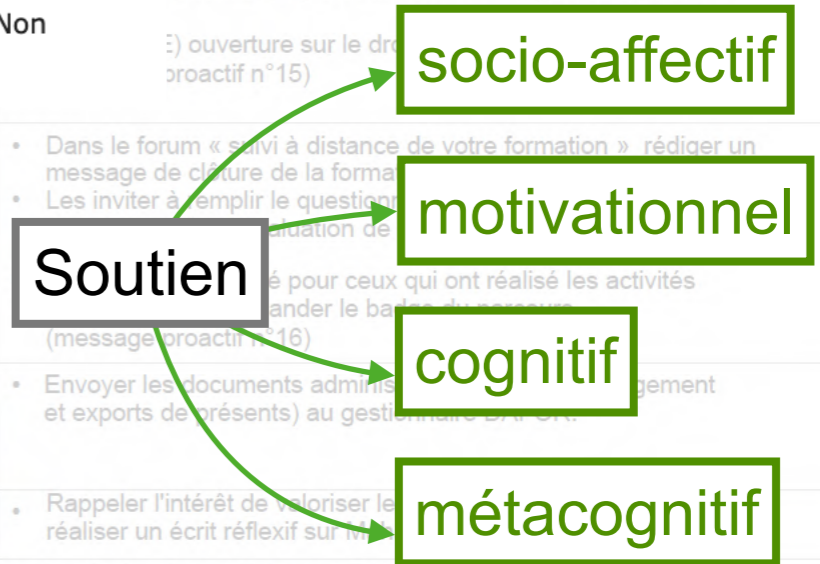 Non
E) ouverture sur le dro
proactif n°15)
socio-affectif
• Dans le forum « suivi à distance de votre formation » rédiger un
message de clôture de la format
• Les inviter à remplir le questionn
aluation de
motivationnel
Soutien
é pour ceux qui ont réalisé les activités
ander le badge du parcours
(message proactif n°16)
cognitif
• Envoyer les documents adminis gement
et exports de présents) au gestionnaire DAFOR.
• Rappeler l'intérêt de valoriser le
réaliser un écrit réflexif sur
métacognitif